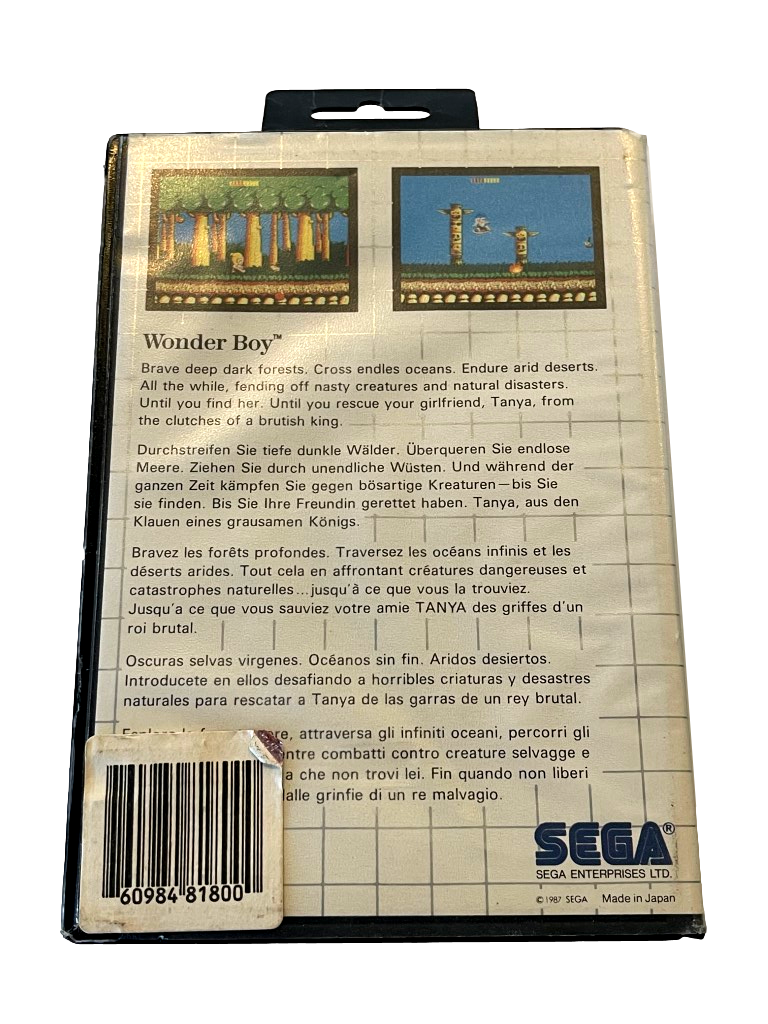 Wonder Boy™
Brave deep dark forests. Cross endles oceans. Endure arid deserts.
All the while, fending off nasty creatures and natural disasters.
Until you find her. Until you rescue your girlfriend, Tanya, from
the clutches of a brutish king.
Durchstreifen Sie tiefe dunkle Wälder. Überqueren Sie endlose
Meere. Ziehen Sie durch unendliche Wüsten. Und während der
ganzen Zeit kämpfen Sie gegen bösartige Kreaturen—bis Sie
sie finden. Bis Sie Ihre Freundin gerettet haben. Tanya, aus den
Klauen eines grausamen Königs.
Bravez les forêts profondes. Traversez les océans infinis et les
déserts arides. Tout cela en affrontant créatures dangereuses et
catastrophes naturelles...jusqu'à ce que vous la trouviez.
Jusqu'a ce que vous sauviez votre amie TANYA des griffes d'un
roi brutal.
Oscuras selvas virgenes. Océanos sin fin. Aridos desiertos.
Introducete en ellos desafiando a horribles criaturas y desastres
naturales para rescatar a Tanya de las garras de un rey brutal.
attraversa gli infiniti oceani, percorri gli
combatti contro creature selvagge e
che non trovi lei. Fin quando non liberi
grinfie di un re malvagio.
60984 81800
SEGA®
SEGA ENTERPRISES LTD.
©1987 SEGA Made in Japan